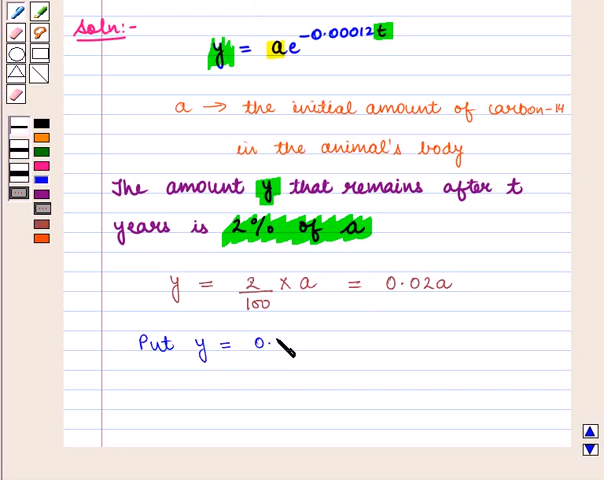 Soln:-
y = ae^-0.00012t
a → the initial amount of carbon-14
in the animal's body
The amount y that remains after t
years is 2% of a
y = 2/100 × a = 0.02a
Put y = 0.